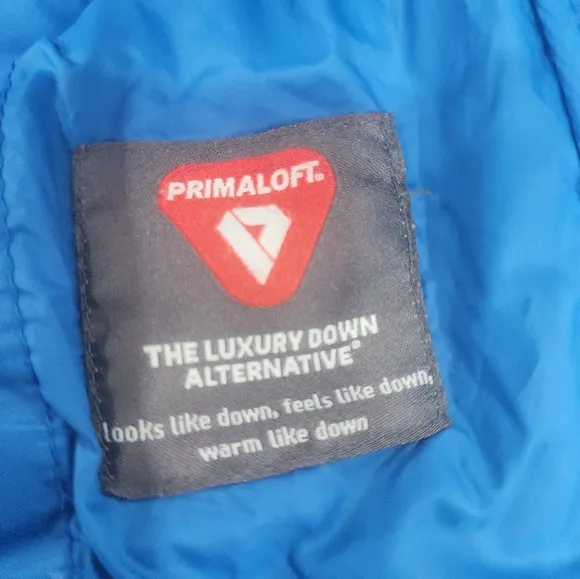 PRIMALOFT®
THE LUXURY DOWN
ALTERNATIVE®
looks like down, feels like down,
warm like down